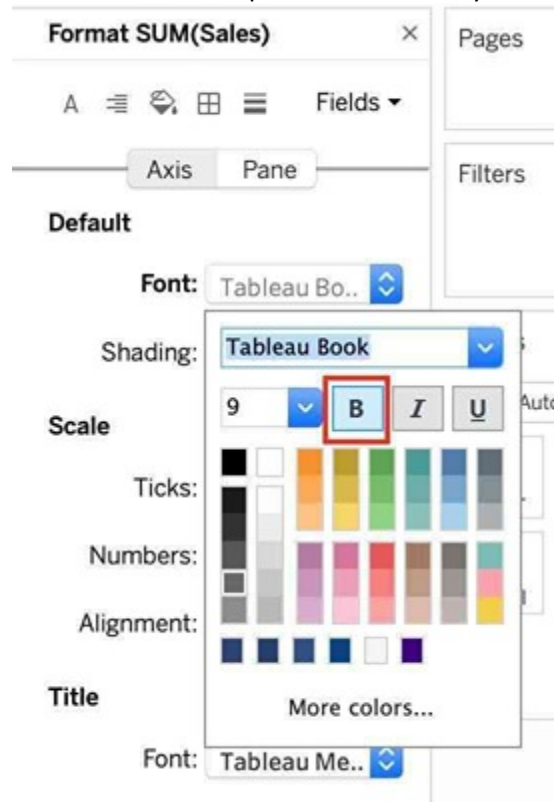 Format SUM(Sales) ×
Pages
A Fields
Axis Pane
Filters
Default
Font: Tableau Bo..
Shading: Tableau Book
9 B I U Auto
Scale
Ticks:
Numbers:
Alignment:
Title
More colors...
Font: Tableau Me..